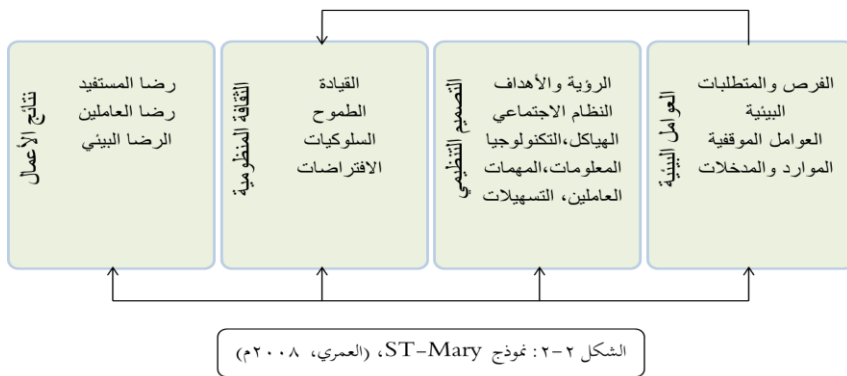 العوامل البيئية
الفرص والمتطلبات
البيئية
العوامل الموقفية
الموارد والمدخلات
التصميم التنظيمي
الرؤية والأهداف
النظام الاجتماعي
الهياكل،التكنولوجيا
المعلومات،المهمات
العاملين، التسهيلات
الثقافة المنظومية
القيادة
الطموح
السلوكيات
الافتراضات
نتائج الأعمال
رضا المستفيد
رضا العاملين
الرضا البيئي
الشكل ٢-٢: نموذج ST-Mary، (العمري، ٢٠٠٨م)